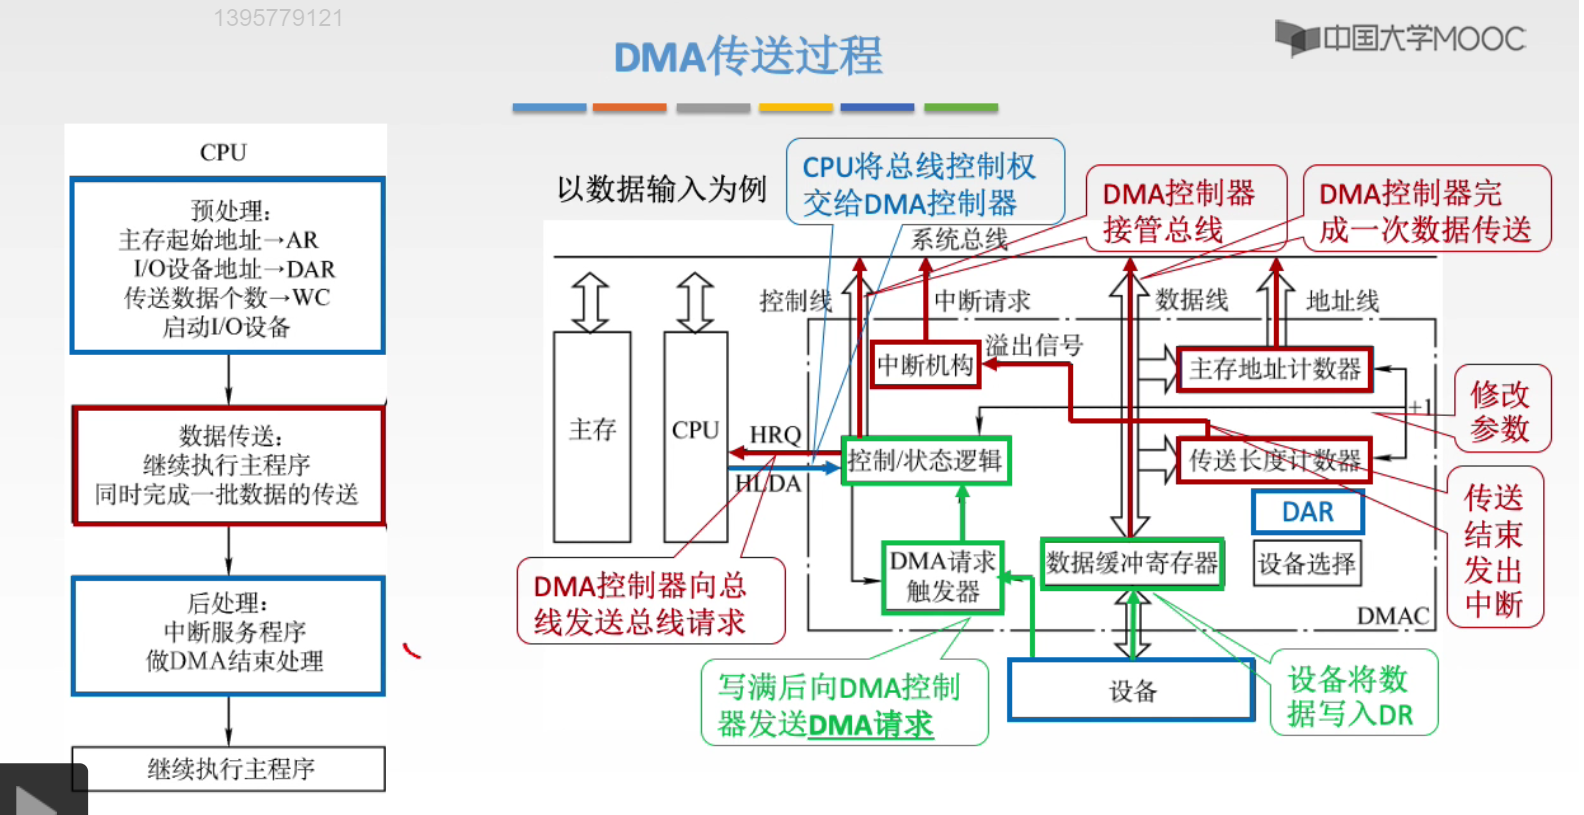 1395779121
中国大学MOOC
DMA传送过程
CPU
预处理：
主存起始地址→AR
I/O设备地址→DAR
传送数据个数→WC
启动I/O设备
数据传送：
继续执行主程序
同时完成一批数据的传送
后处理：
中断服务程序
做DMA结束处理
继续执行主程序
以数据输入为例
CPU将总线控制权
交给DMA控制器
DMA控制器
接管总线
DMA控制器完
成一次数据传送
系统总线
控制线
中断请求
数据线
地址线
主存
CPU
中断机构
溢出信号
主存地址计数器
+1
修改
参数
HRQ
HLDA
控制/状态逻辑
传送长度计数器
DAR
设备选择
传送
结束
发出
中断
DMA请求
触发器
数据缓冲寄存器
DMAC
DMA控制器向总
线发送总线请求
写满后向DMA控制
器发送DMA请求
设备
设备将数
据写入DR